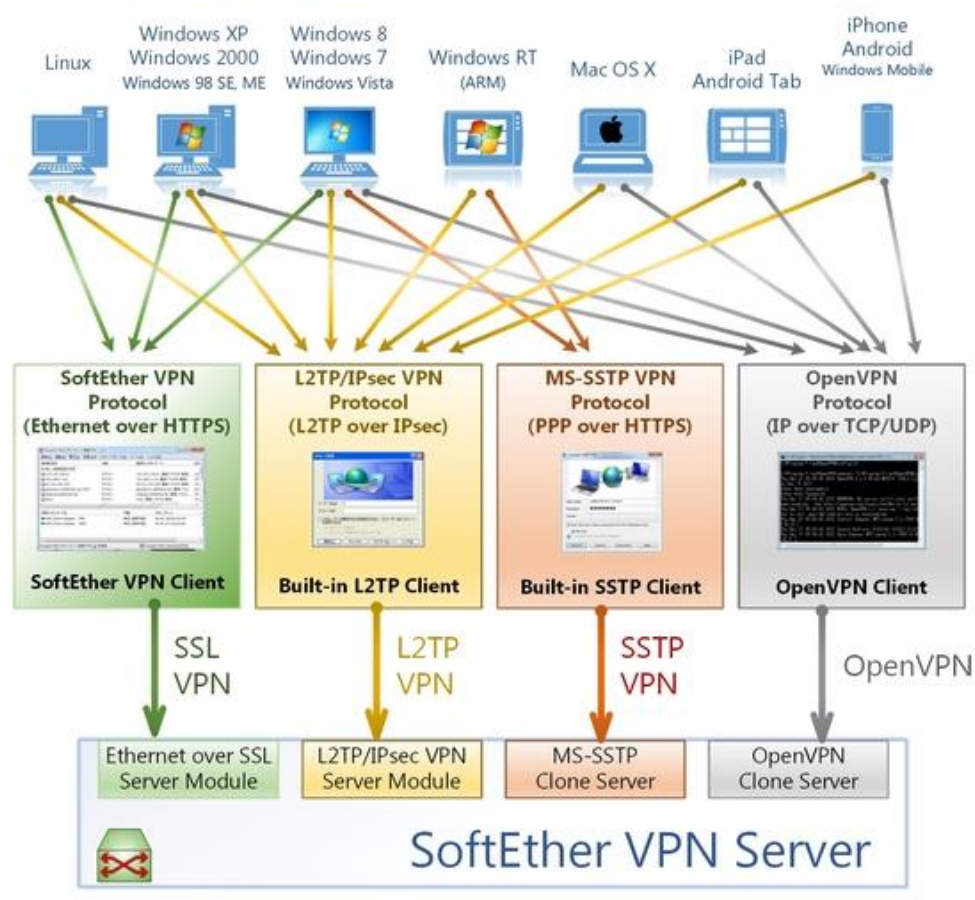 Linux
Windows XP
Windows 2000
Windows 98 SE, ME
Windows 8
Windows 7
Windows Vista
Windows RT
(ARM)
Mac OS X
iPad
Android Tab
iPhone
Android
Windows Mobile
SoftEther VPN
Protocol
(Ethernet over HTTPS)
SoftEther VPN Client
L2TP/IPsec VPN
Protocol
(L2TP over IPsec)
Built-in L2TP Client
MS-SSTP VPN
Protocol
(PPP over HTTPS)
Built-in SSTP Client
OpenVPN
Protocol
(IP over TCP/UDP)
OpenVPN Client
SSL
VPN
L2TP
VPN
SSTP
VPN
OpenVPN
Ethernet over SSL
Server Module
L2TP/IPsec VPN
Server Module
MS-SSTP
Clone Server
OpenVPN
Clone Server
SoftEther VPN Server